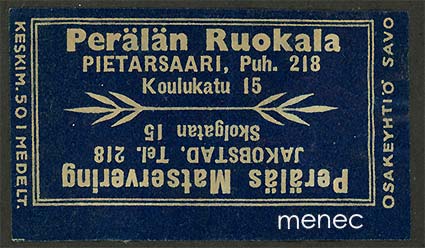 Perälän Ruokala
PIETARSAARI, Puh. 218
Koulukatu 15
Skolgatan 15
JAKOBSTAD, Tel. 218
Peräläs Matservering
KESKIM. 50 I MEDELT.
OSAKEYHTIÖ SAVO
menec